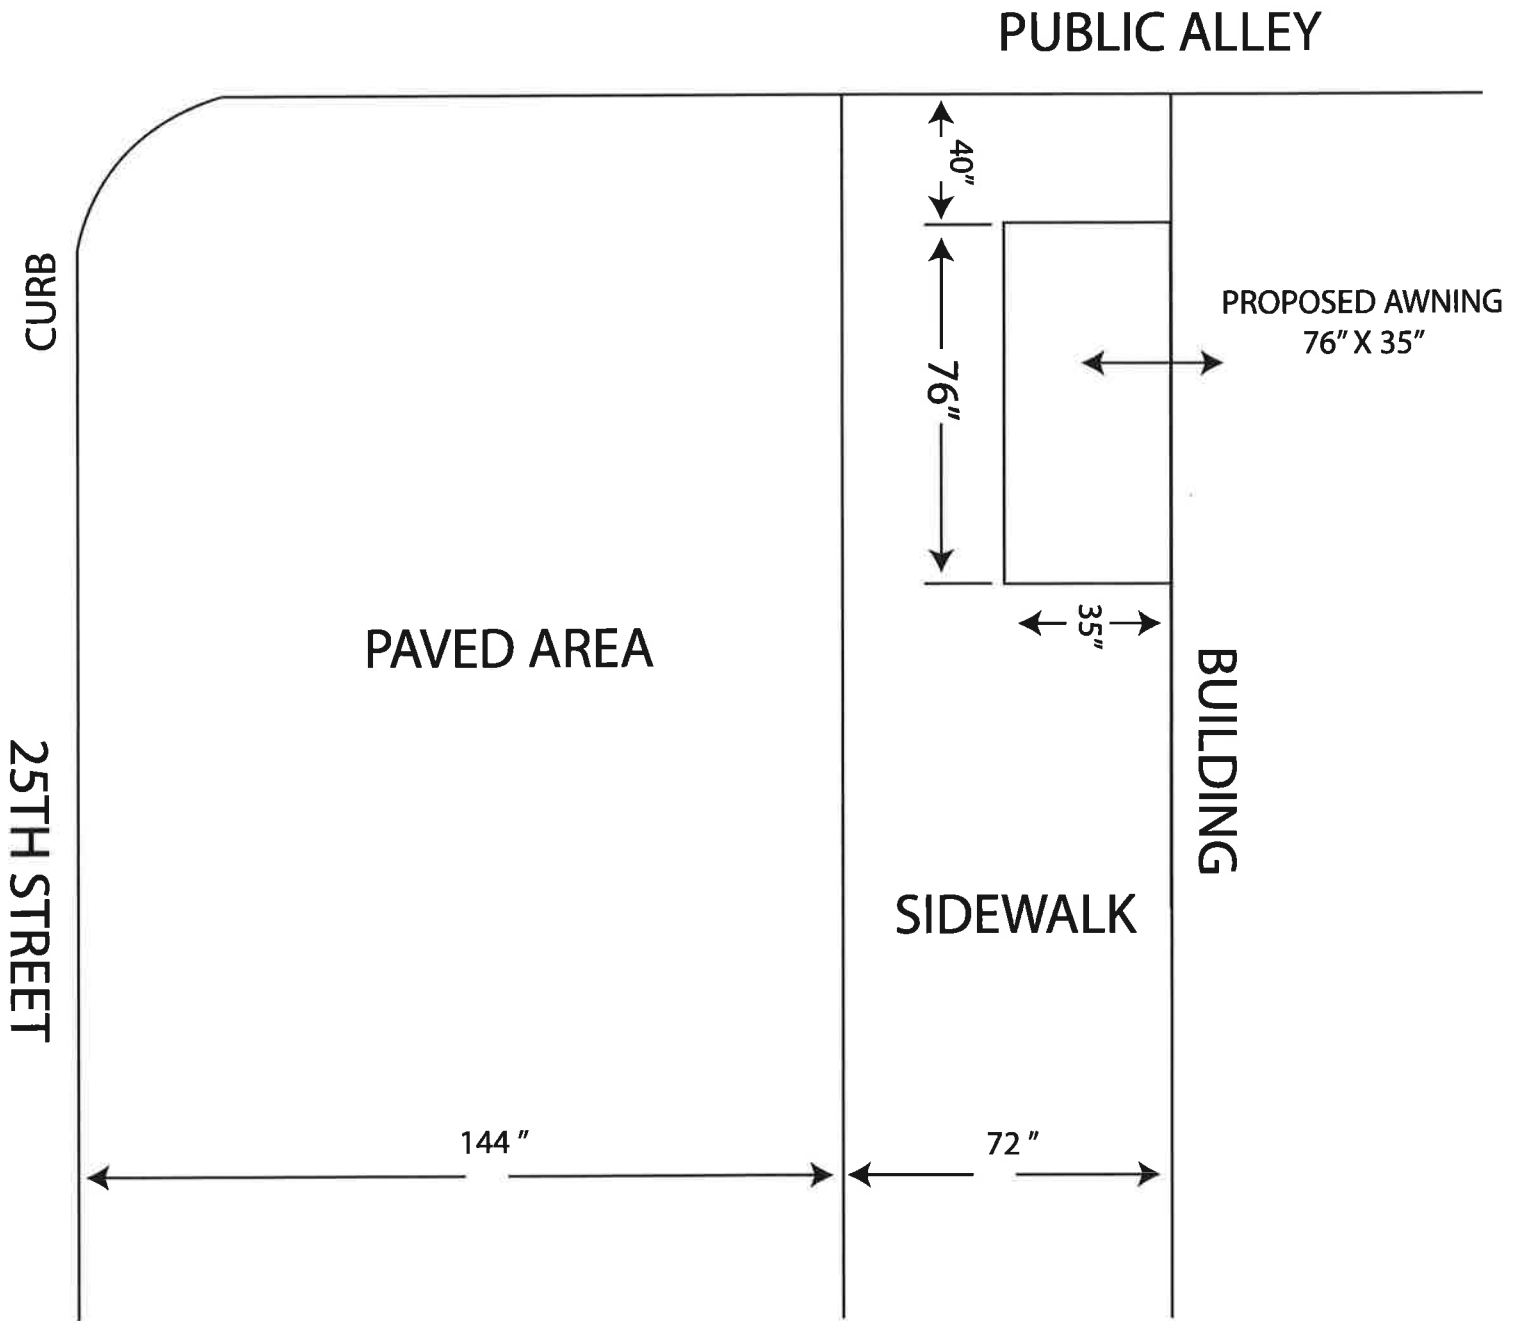 PUBLIC ALLEY
40"
CURB
PROPOSED AWNING
76" X 35"
76"
35"
PAVED AREA
BUILDING
25TH STREET
SIDEWALK
144 "
72 "